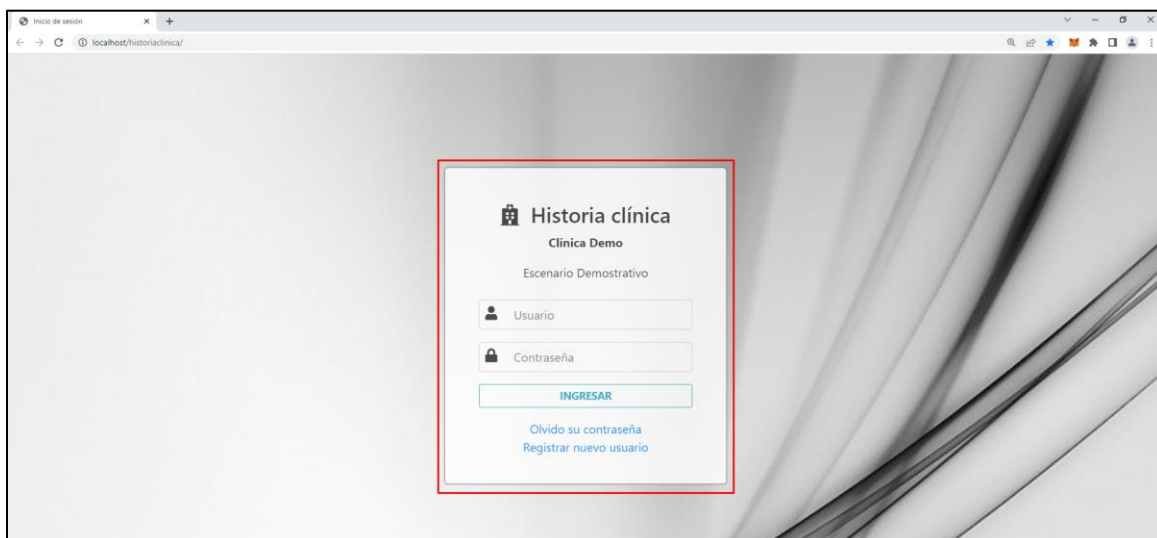 Inicio de sesión
localhost/historiaclinica/
Historia clínica
Clínica Demo
Escenario Demostrativo
Usuario
Contraseña
INGRESAR
Olvido su contraseña
Registrar nuevo usuario